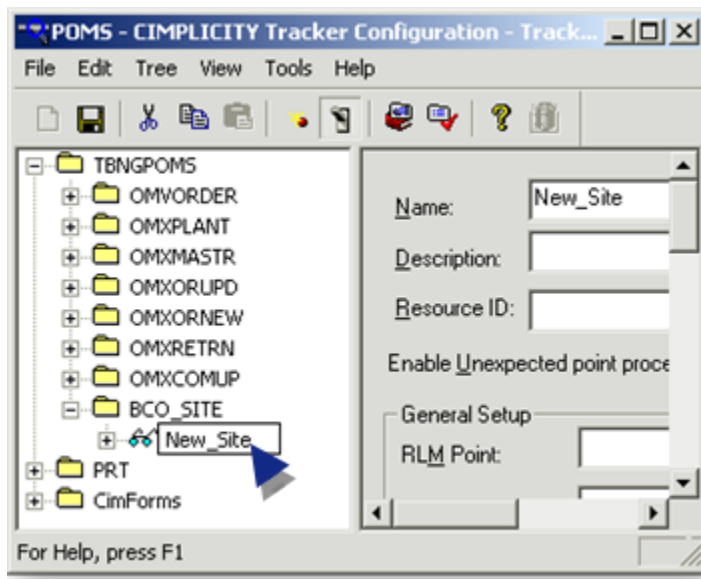 POMS - CIMPLICITY Tracker Configuration - Track...
File Edit Tree View Tools Help
TBNGPOMS
OMVORDER
OMXPLANT
OMXMASTR
OMXORUPD
OMXORNEW
OMXRETRN
OMXCOMUP
BCO_SITE
New_Site
PRT
CimForms
Name: New_Site
Description:
Resource ID:
Enable Unexpected point proce
General Setup
RLM Point:
For Help, press F1